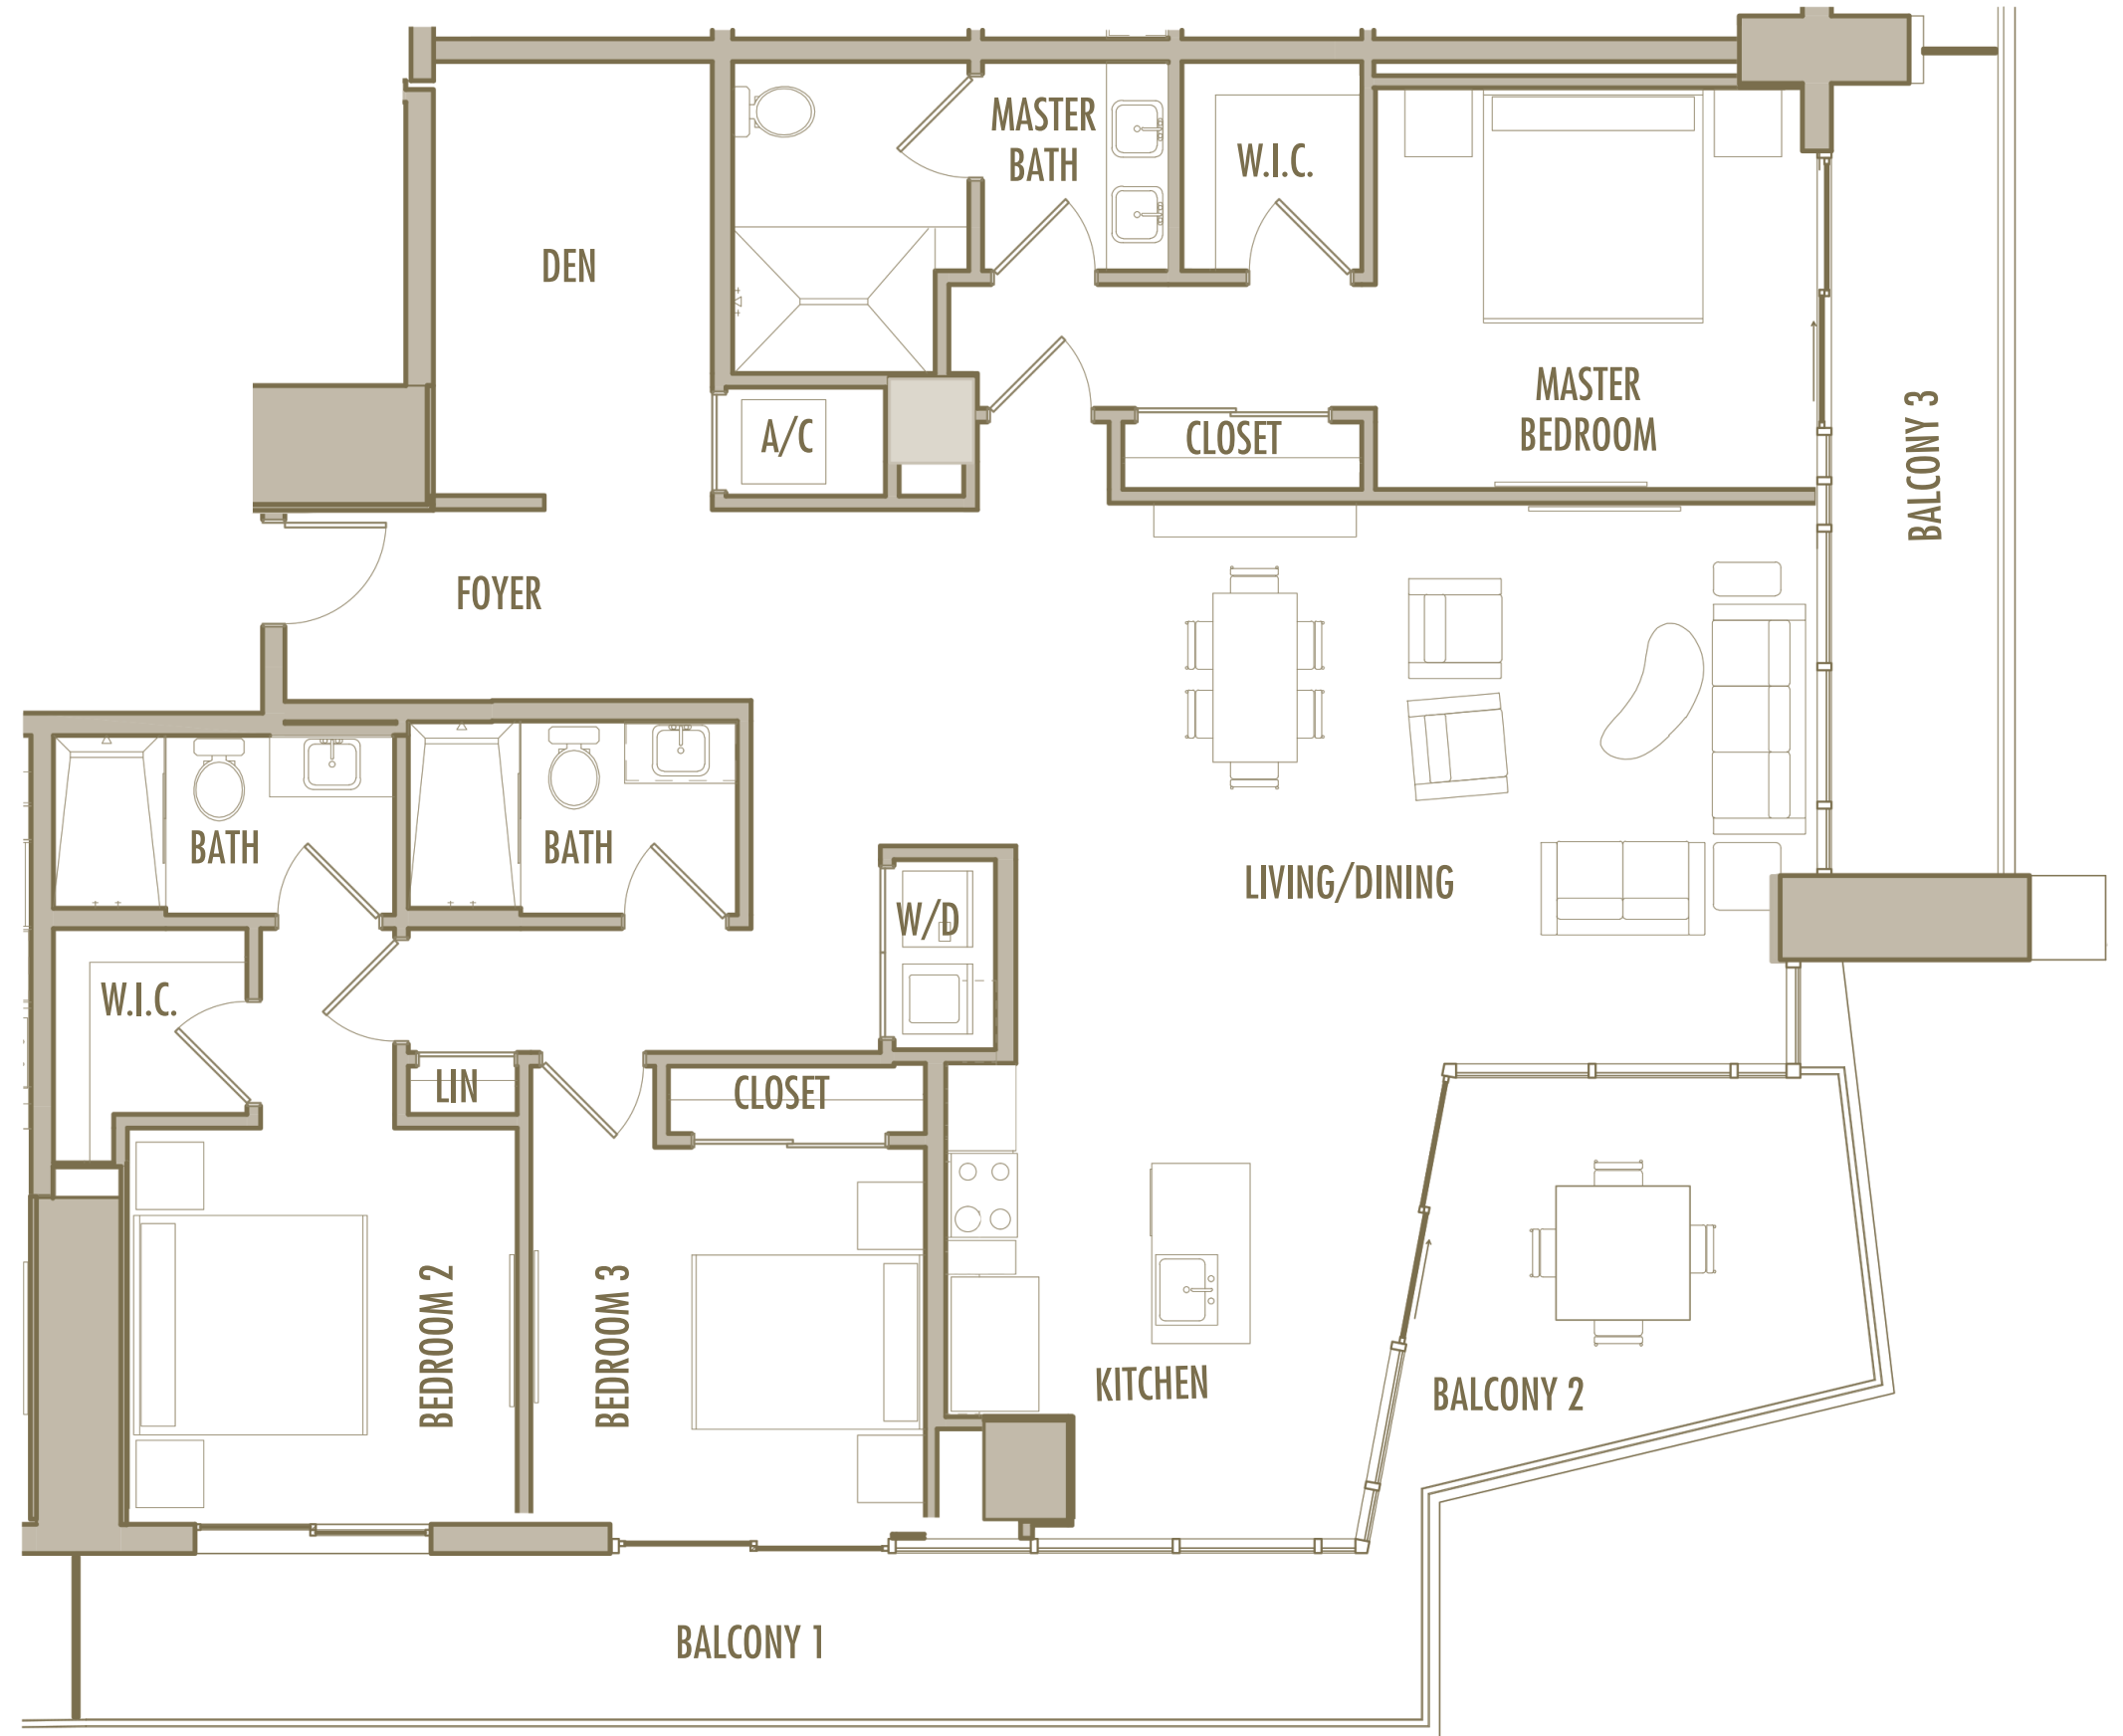 MASTER
BATH
W.I.C.
DEN
MASTER
BEDROOM
A/C
CLOSET
BALCONY 3
FOYER
BATH
BATH
LIVING/DINING
W/D
W.I.C.
LIN
CLOSET
BEDROOM 2
BEDROOM 3
KITCHEN
BALCONY 2
BALCONY 1